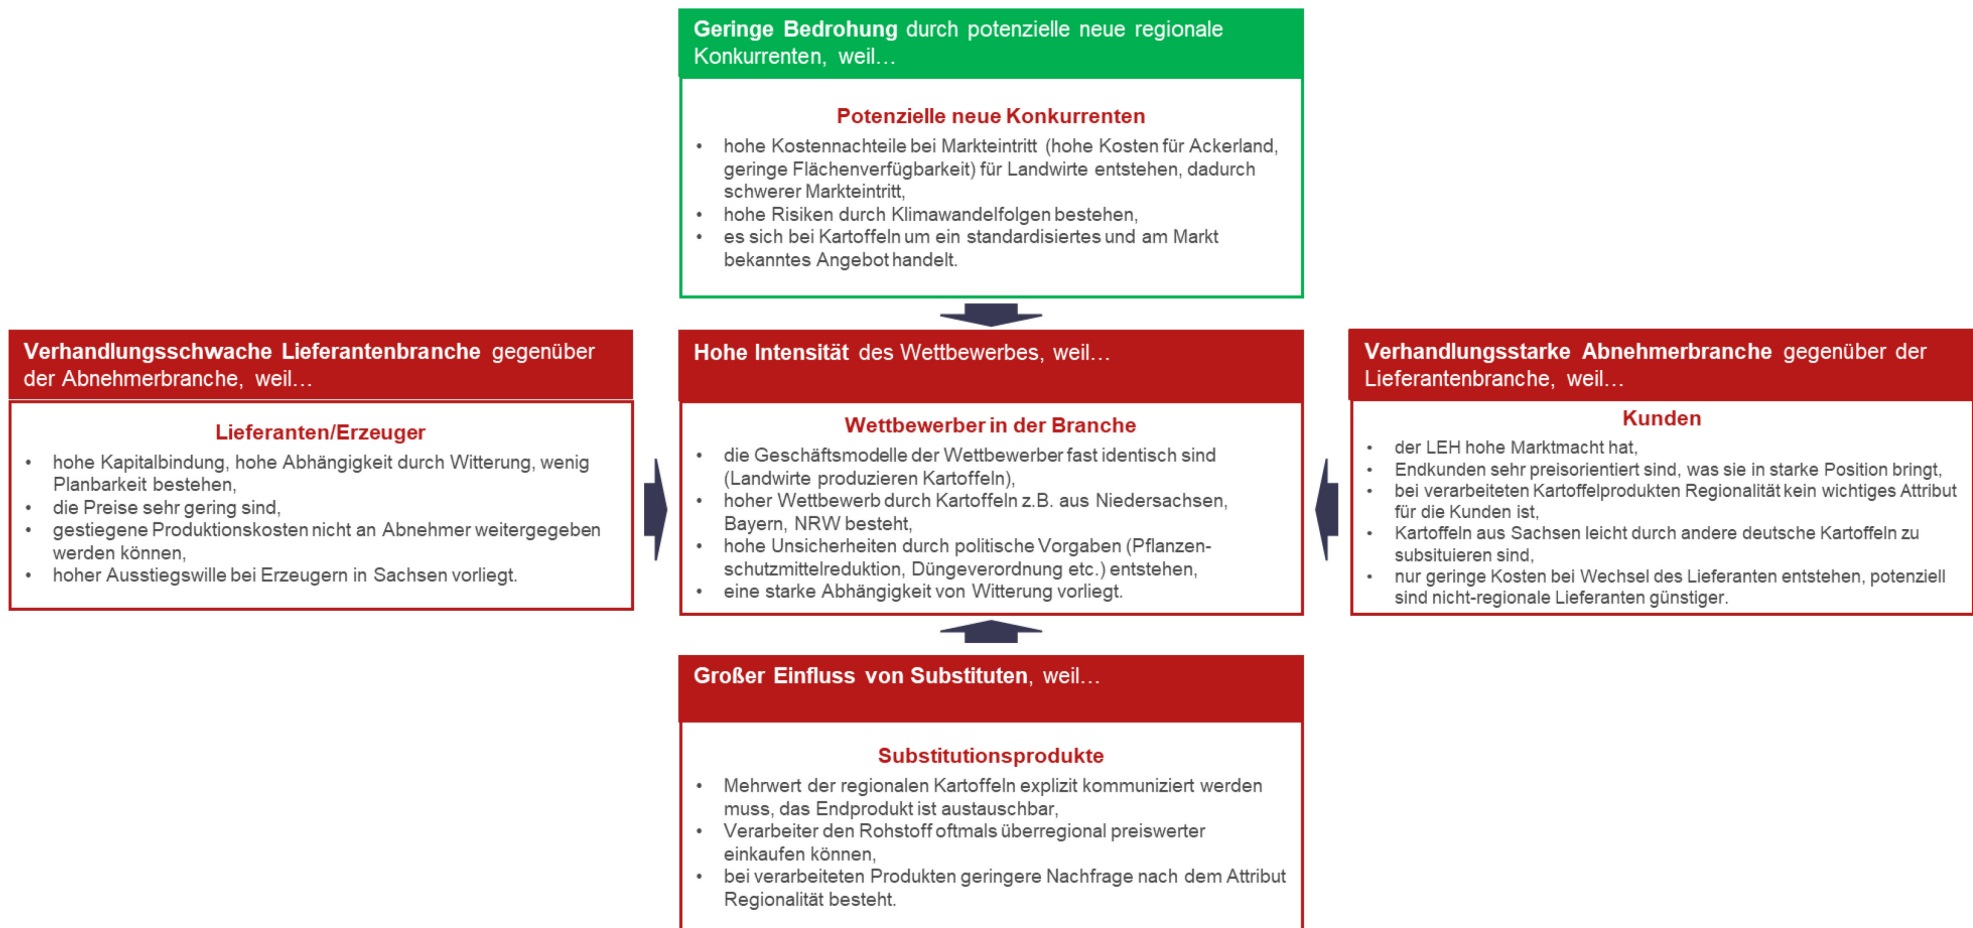 Geringe Bedrohung durch potenzielle neue regionale
Konkurrenten, weil…
Potenzielle neue Konkurrenten
• hohe Kostennachteile bei Markteintritt (hohe Kosten für Ackerland,
geringe Flächenverfügbarkeit) für Landwirte entstehen, dadurch
schwerer Markteintritt,
• hohe Risiken durch Klimawandelfolgen bestehen,
• es sich bei Kartoffeln um ein standardisiertes und am Markt
bekanntes Angebot handelt.
Verhandlungsschwache Lieferantenbranche gegenüber
der Abnehmerbranche, weil…
Lieferanten/Erzeuger
• hohe Kapitalbindung, hohe Abhängigkeit durch Witterung, wenig
Planbarkeit bestehen,
• die Preise sehr gering sind,
• gestiegene Produktionskosten nicht an Abnehmer weitergegeben
werden können,
• hoher Ausstiegswille bei Erzeugern in Sachsen vorliegt.
Hohe Intensität des Wettbewerbes, weil…
Wettbewerber in der Branche
• die Geschäftsmodelle der Wettbewerber fast identisch sind
(Landwirte produzieren Kartoffeln),
• hoher Wettbewerb durch Kartoffeln z.B. aus Niedersachsen,
Bayern, NRW besteht,
• hohe Unsicherheiten durch politische Vorgaben (Pflanzen-
schutzmittelreduktion, Düngeverordnung etc.) entstehen,
• eine starke Abhängigkeit von Witterung vorliegt.
Verhandlungsstarke Abnehmerbranche gegenüber der
Lieferantenbranche, weil…
Kunden
• der LEH hohe Marktmacht hat,
• Endkunden sehr preisorientiert sind, was sie in starke Position bringt,
• bei verarbeiteten Kartoffelprodukten Regionalität kein wichtiges Attribut
für die Kunden ist,
• Kartoffeln aus Sachsen leicht durch andere deutsche Kartoffeln zu
subsituieren sind,
• nur geringe Kosten bei Wechsel des Lieferanten entstehen, potenziell
sind nicht-regionale Lieferanten günstiger.
Großer Einfluss von Substituten, weil…
Substitutionsprodukte
• Mehrwert der regionalen Kartoffeln explizit kommuniziert werden
muss, das Endprodukt ist austauschbar,
• Verarbeiter den Rohstoff oftmals überregional preiswerter
einkaufen können,
• bei verarbeiteten Produkten geringere Nachfrage nach dem Attribut
Regionalität besteht.